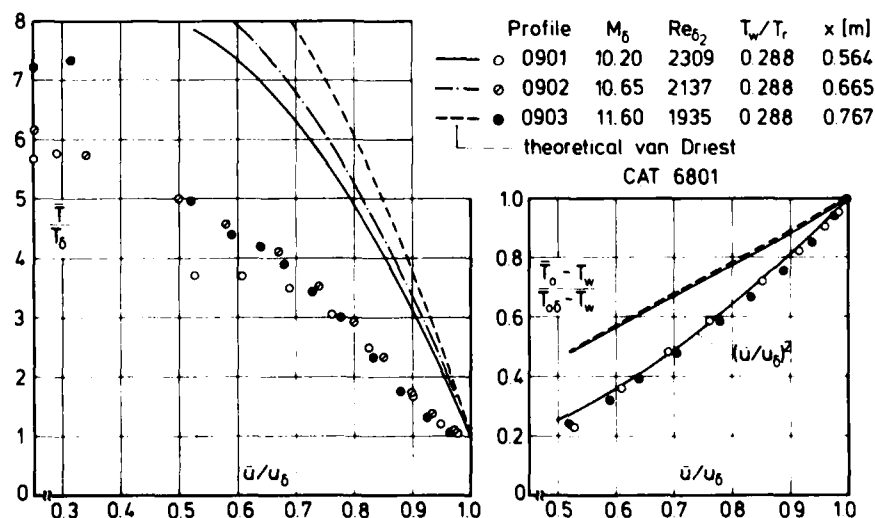 Profile M_δ Re_δ2 T_w/T_r x [m]
0901 10.20 2309 0.288 0.564
0902 10.65 2137 0.288 0.665
0903 11.60 1935 0.288 0.767
theoretical van Driest
CAT 6801
8
7
6
5
4
3
2
1
0
T̄
T_δ
0.3 0.4 0.5 0.6 0.7 0.8 0.9 1.0
ū/u_δ
1.0
0.8
0.6
0.4
0.2
0
T̄_o - T_w
T̄_oδ - T_w
(ū/u_δ)²
ū/u_δ
0.5 0.6 0.7 0.8 0.9 1.0